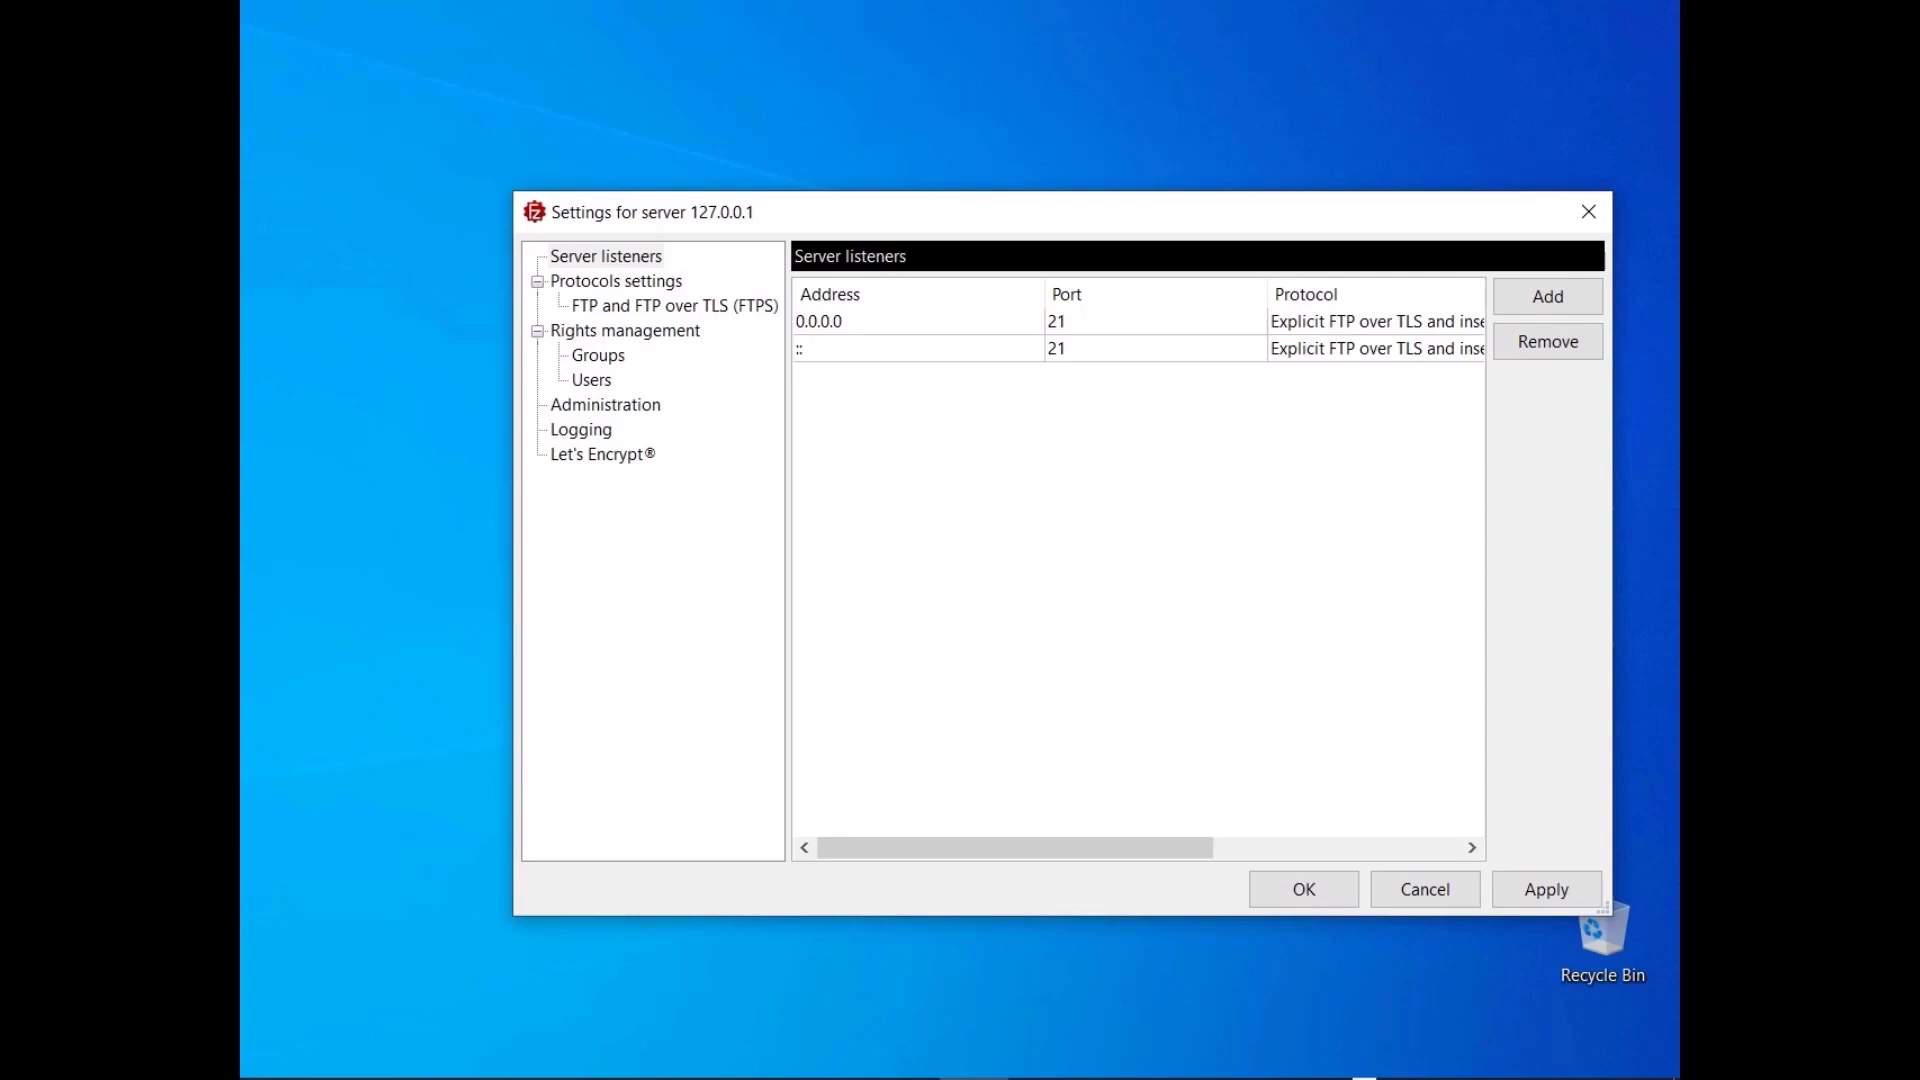 Settings for server 127.0.0.1
Server listeners
Protocols settings
FTP and FTP over TLS (FTPS)
Rights management
Groups
Users
Administration
Logging
Let's Encrypt®
Server listeners
Address Port Protocol
0.0.0.0 21 Explicit FTP over TLS and inse
:: 21 Explicit FTP over TLS and inse
Add
Remove
OK Cancel Apply
Recycle Bin